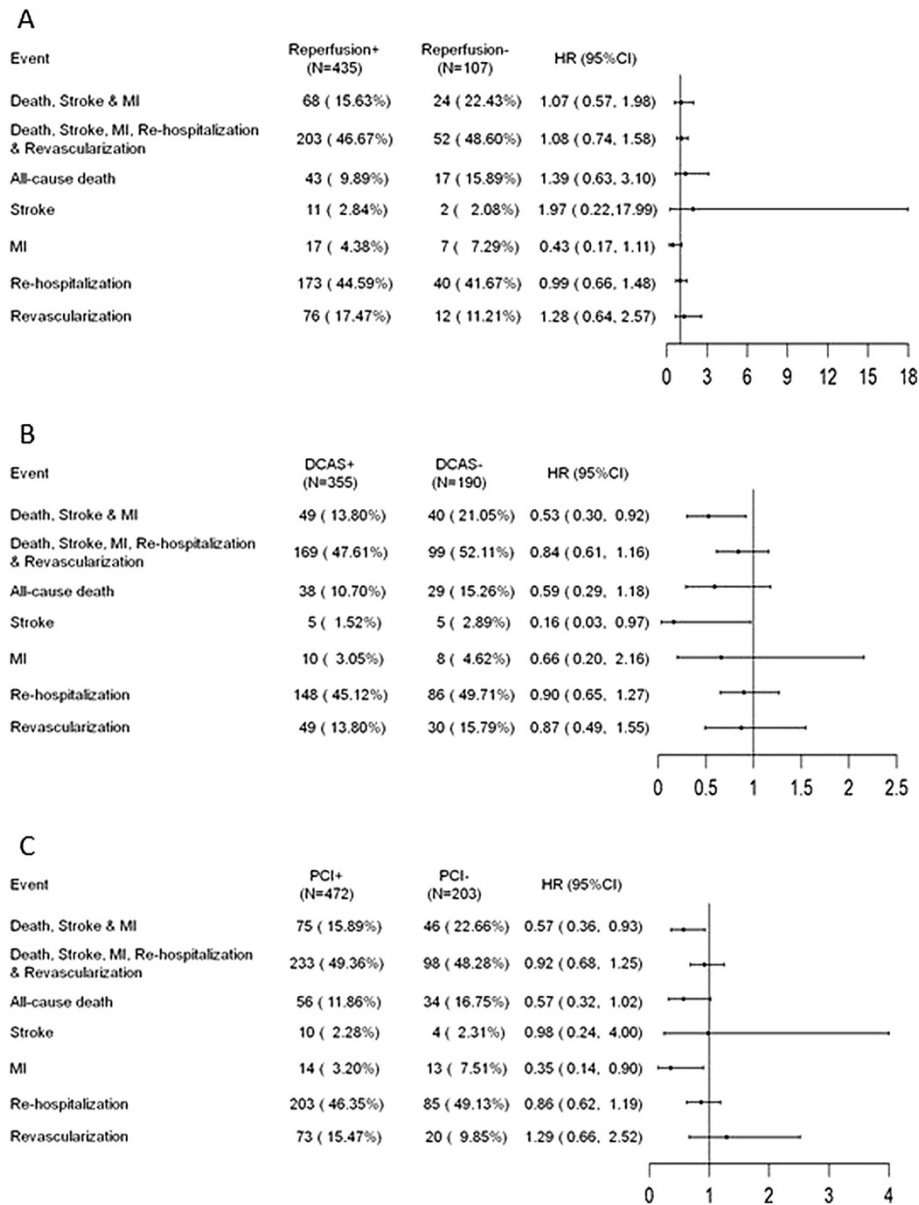 A
Event Reperfusion+ (N=435) Reperfusion- (N=107) HR (95%CI)
Death, Stroke & MI 68 (15.63%) 24 (22.43%) 1.07 (0.57, 1.98)
Death, Stroke, MI, Re-hospitalization
& Revascularization 203 (46.67%) 52 (48.60%) 1.08 (0.74, 1.58)
All-cause death 43 ( 9.89%) 17 (15.89%) 1.39 (0.63, 3.10)
Stroke 11 ( 2.84%) 2 ( 2.08%) 1.97 (0.22,17.99)
MI 17 ( 4.38%) 7 ( 7.29%) 0.43 (0.17, 1.11)
Re-hospitalization 173 (44.59%) 40 (41.67%) 0.99 (0.66, 1.48)
Revascularization 76 (17.47%) 12 (11.21%) 1.28 (0.64, 2.57)
0 3 6 9 12 15 18
B
Event DCAS+ (N=355) DCAS- (N=190) HR (95%CI)
Death, Stroke & MI 49 (13.80%) 40 (21.05%) 0.53 (0.30, 0.92)
Death, Stroke, MI, Re-hospitalization
& Revascularization 169 (47.61%) 99 (52.11%) 0.84 (0.61, 1.16)
All-cause death 38 (10.70%) 29 (15.26%) 0.59 (0.29, 1.18)
Stroke 5 ( 1.52%) 5 ( 2.89%) 0.16 (0.03, 0.97)
MI 10 ( 3.05%) 8 ( 4.62%) 0.66 (0.20, 2.16)
Re-hospitalization 148 (45.12%) 86 (49.71%) 0.90 (0.65, 1.27)
Revascularization 49 (13.80%) 30 (15.79%) 0.87 (0.49, 1.55)
0 0.5 1 1.5 2 2.5
C
Event PCI+ (N=472) PCI- (N=203) HR (95%CI)
Death, Stroke & MI 75 (15.89%) 46 (22.66%) 0.57 (0.36, 0.93)
Death, Stroke, MI, Re-hospitalization
& Revascularization 233 (49.36%) 98 (48.28%) 0.92 (0.68, 1.25)
All-cause death 56 (11.86%) 34 (16.75%) 0.57 (0.32, 1.02)
Stroke 10 ( 2.28%) 4 ( 2.31%) 0.98 (0.24, 4.00)
MI 14 ( 3.20%) 13 ( 7.51%) 0.35 (0.14, 0.90)
Re-hospitalization 203 (46.35%) 85 (49.13%) 0.86 (0.62, 1.19)
Revascularization 73 (15.47%) 20 ( 9.85%) 1.29 (0.66, 2.52)
0 1 2 3 4